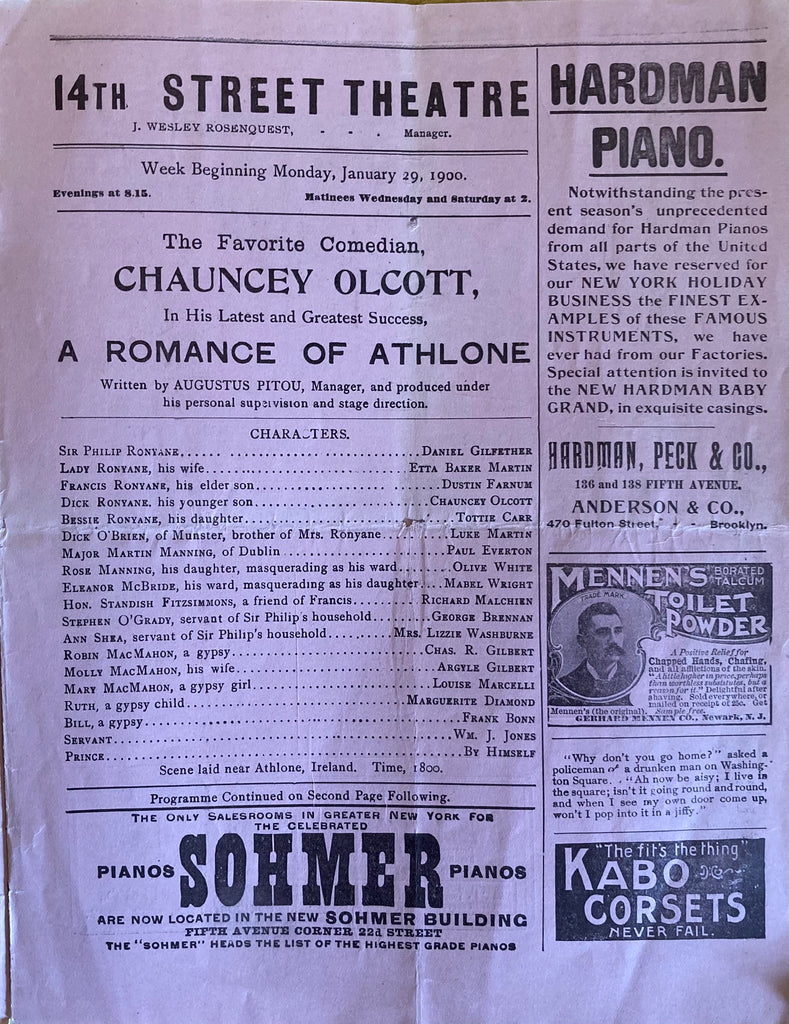 14TH STREET THEATRE
J. WESLEY ROSENQUEST, - - - Manager.
Week Beginning Monday, January 29, 1900.
Evenings at 8.15. Matinees Wednesday and Saturday at 2.
The Favorite Comedian,
CHAUNCEY OLCOTT,
In His Latest and Greatest Success,
A ROMANCE OF ATHLONE
Written by AUGUSTUS PITOU, Manager, and produced under
his personal supervision and stage direction.
CHARACTERS.
SIR PHILIP RONYANE,..................DANIEL GILFETHER
LADY RONYANE, his wife..................ETTA BAKER MARTIN
FRANCIS RONYANE, his elder son..................DUSTIN FARNUM
DICK RONYANE. his younger son..................CHAUNCEY OLCOTT
BESSIE RONYANE, his daughter..................TOTTIE CARR
DICK O'BRIEN, of Munster, brother of Mrs. Ronyane.........LUKE MARTIN
MAJOR MARTIN MANNING, of Dublin..................PAUL EVERTON
ROSE MANNING, his daughter, masquerading as his ward........OLIVE WHITE
ELEANOR MCBRIDE, his ward, masquerading as his daughter....MABEL WRIGHT
HON. STANDISH FITZSIMMONS, a friend of Francis..........RICHARD MALCHIEN
STEPHEN O'GRADY, servant of Sir Philip's household.........GEORGE BRENNAN
ANN SHEA, servant of Sir Philip's household..........MRS. LIZZIE WASHBURNE
ROBIN MACMAHON, a gypsy..................CHAS. R. GILBERT
MOLLY MACMAHON, his wife..................ARGYLE GILBERT
MARY MACMAHON, a gypsy girl..................LOUISE MARCELLI
RUTH, a gypsy child..................MARGUERITE DIAMOND
BILL, a gypsy..................FRANK BONN
SERVANT..................WM. J. JONES
PRINCE..................BY HIMSELF
Scene laid near Athlone, Ireland. Time, 1800.
Programme Continued on Second Page Following.
THE ONLY SALESROOMS IN GREATER NEW YORK FOR
THE CELEBRATED
PIANOS SOHMER PIANOS
ARE NOW LOCATED IN THE NEW SOHMER BUILDING
FIFTH AVENUE CORNER 22d STREET
THE "SOHMER" HEADS THE LIST OF THE HIGHEST GRADE PIANOS
HARDMAN
PIANO.
Notwithstanding the pres-
ent season's unprecedented
demand for Hardman Pianos
from all parts of the United
States, we have reserved for
our NEW YORK HOLIDAY
BUSINESS the FINEST EX-
AMPLES of these FAMOUS
INSTRUMENTS, we have
ever had from our Factories.
Special attention is invited to
the NEW HARDMAN BABY
GRAND, in exquisite casings.
HARDMAN, PECK & CO.,
136 and 138 FIFTH AVENUE.
ANDERSON & CO.,
470 Fulton Street, - - Brooklyn.
MENNEN'S BORATED
TALCUM
TOILET
POWDER
TRADE MARK
A Positive Relief for
Chapped Hands, Chafing,
and all afflictions of the skin.
"A little higher in price, perhaps
than worthless substitutes, but a
reason for it." Delightful after
shaving. Sold everywhere, or
mailed on receipt of 25c. Get
Mennen's (the original). Sample free.
GERHARD MENNEN CO., Newark, N. J.
"Why don't you go home?" asked a
policeman of a drunken man on Washing-
ton Square. "Ah now be aisy; I live in
the square; isn't it going round and round,
and when I see my own door come up,
won't I pop into it in a jiffy."
"The fit's the thing"
KABO
CORSETS
NEVER FAIL.